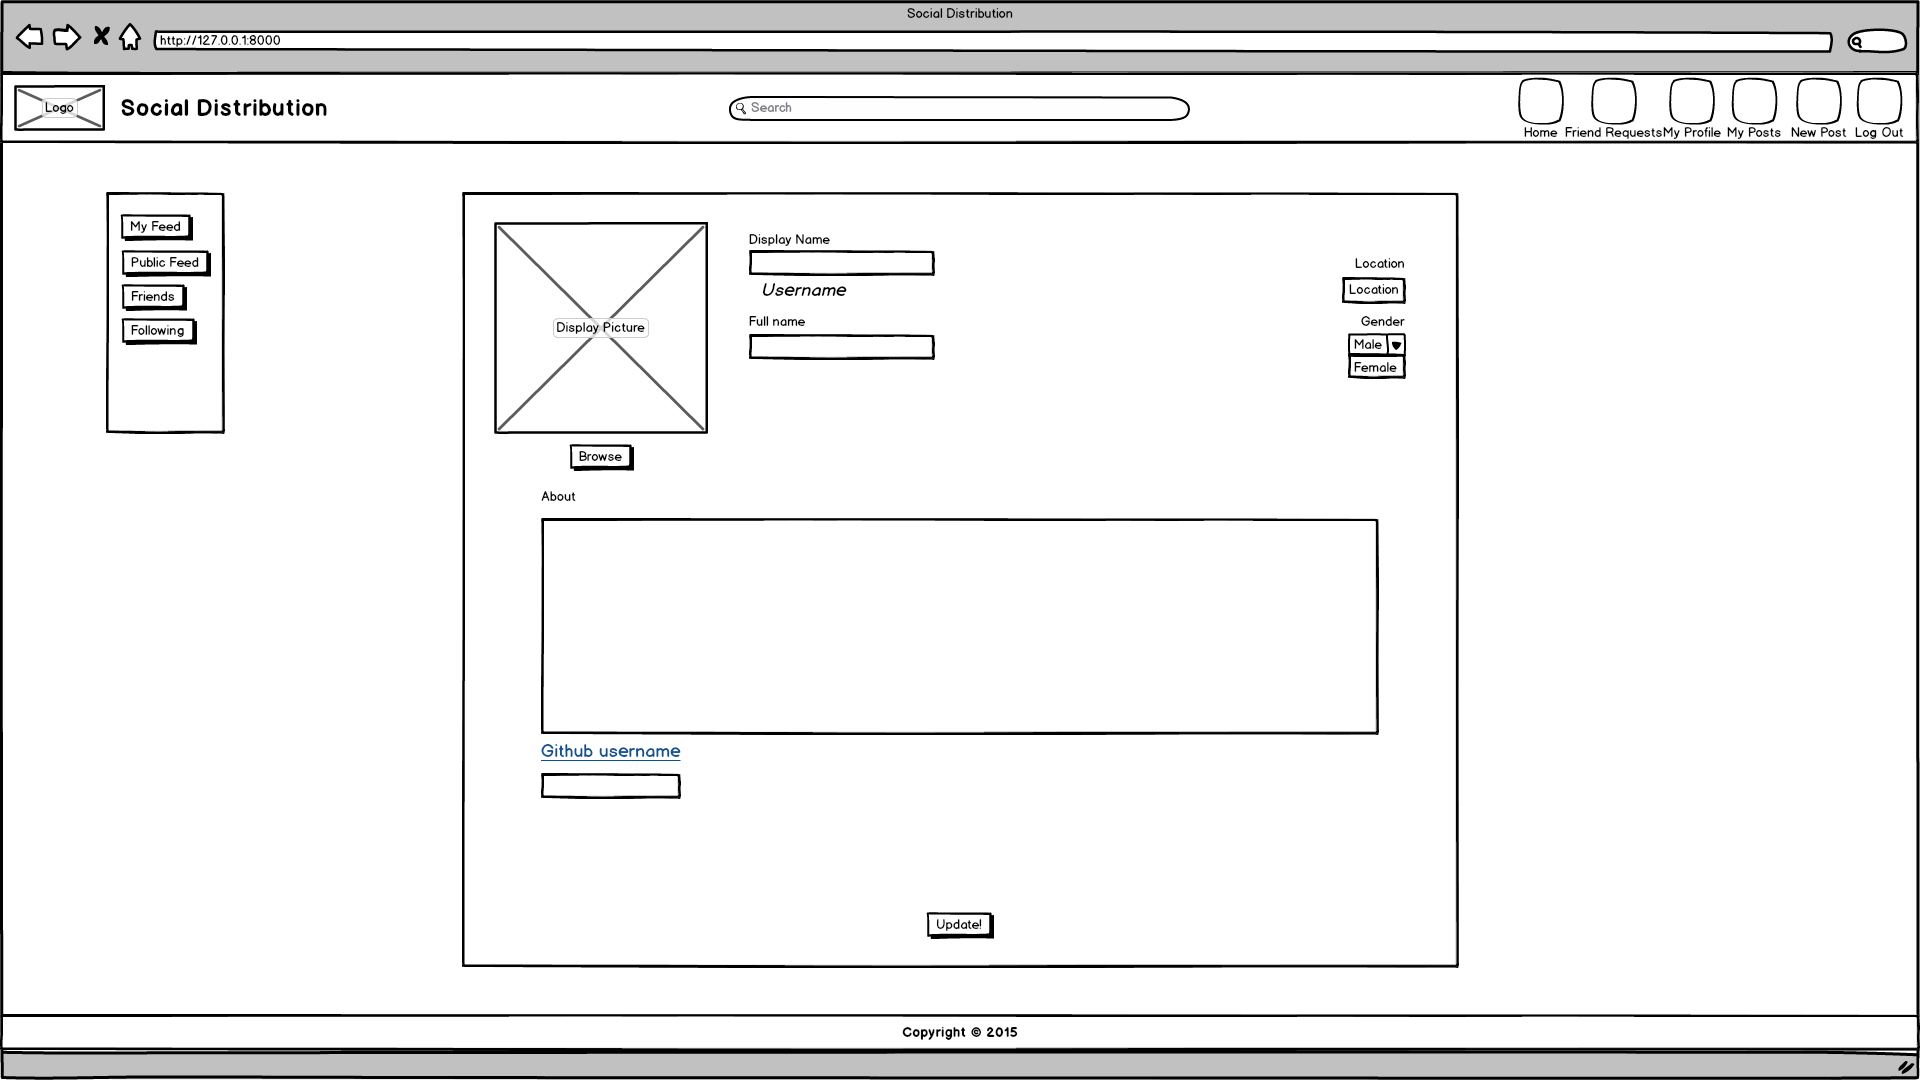 Social Distribution
http://127.0.0.1:8000
Logo
Social Distribution
Search
Home
Friend Requests
My Profile
My Posts
New Post
Log Out
My Feed
Public Feed
Friends
Following
Display Picture
Browse
Display Name
Username
Full name
Location
Location
Gender
Male
Female
About
Github username
Update!
Copyright © 2015